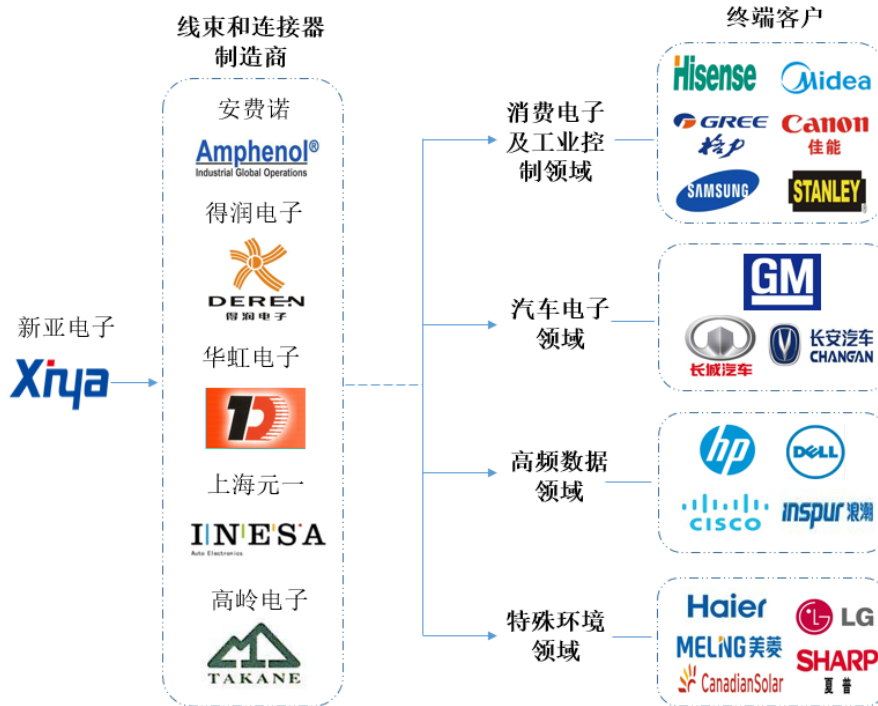 线束和连接器
制造商
终端客户
新亚电子
Xinya
安费诺
Amphenol®
Industrial Global Operations
得润电子
DEREN
得润电子
华虹电子
上海元一
INESA
Auto Electronics
高岭电子
TAKANE
消费电子
及工业控
制领域
Hisense
Midea
GREE
格力
Canon
佳能
SAMSUNG
STANLEY
汽车电子
领域
GM
长城汽车
长安汽车
CHANGAN
高频数据
领域
hp
DELL
CISCO
inspur 浪潮
特殊环境
领域
Haier
LG
MELNG美菱
SHARP
夏普
CanadianSolar